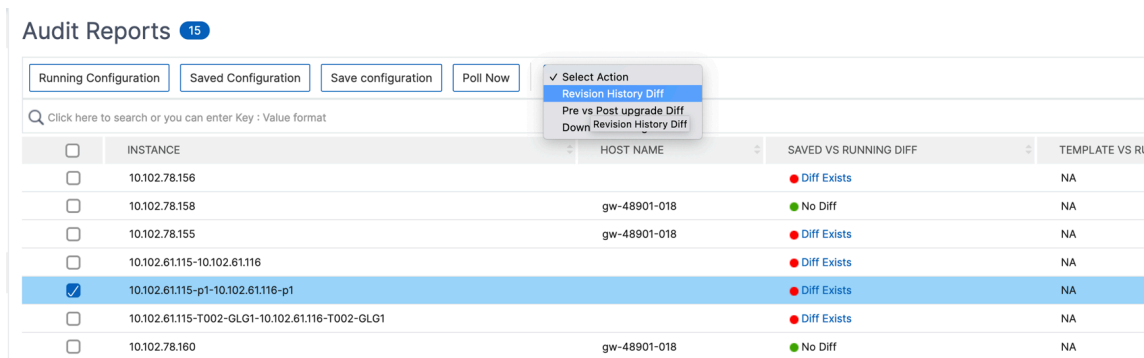 Audit Reports 15
Running Configuration Saved Configuration Save configuration Poll Now ✓ Select Action
Revision History Diff
Pre vs Post upgrade Diff
Down Revision History Diff
Click here to search or you can enter Key : Value format
INSTANCE HOST NAME SAVED VS RUNNING DIFF TEMPLATE VS
10.102.78.156 Diff Exists NA
10.102.78.158 gw-48901-018 No Diff NA
10.102.78.155 gw-48901-018 Diff Exists NA
10.102.61.115-10.102.61.116 Diff Exists NA
10.102.61.115-p1-10.102.61.116-p1 Diff Exists NA
10.102.61.115-T002-GLG1-10.102.61.116-T002-GLG1 Diff Exists NA
10.102.78.160 gw-48901-018 No Diff NA